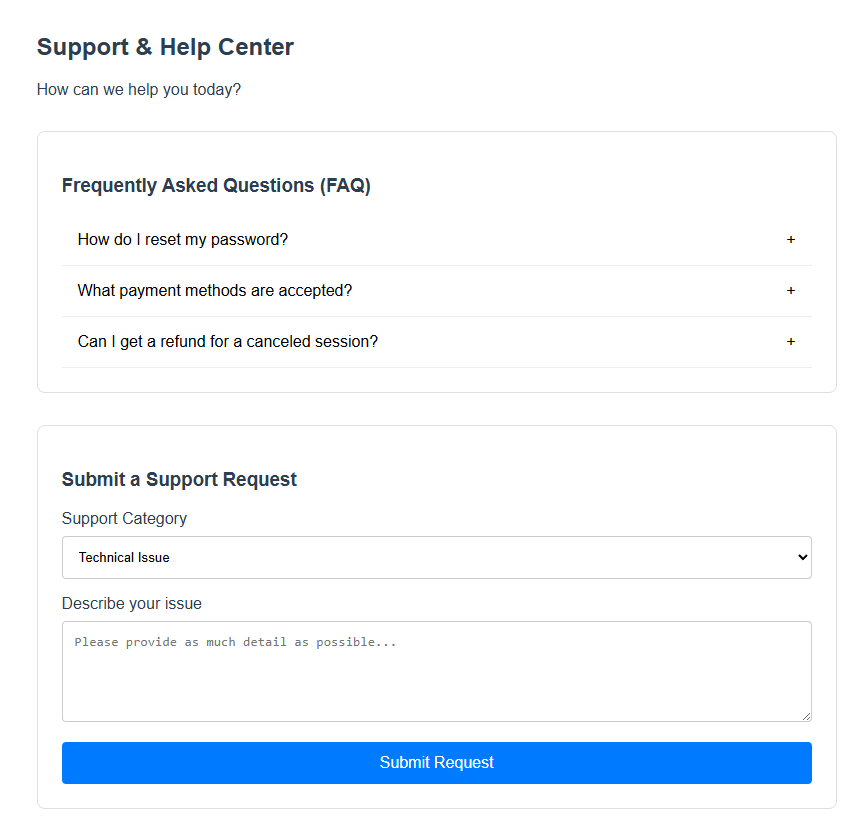 Support & Help Center
How can we help you today?
Frequently Asked Questions (FAQ)
How do I reset my password? +
What payment methods are accepted? +
Can I get a refund for a canceled session? +
Submit a Support Request
Support Category
Technical Issue
Describe your issue
Please provide as much detail as possible...
Submit Request